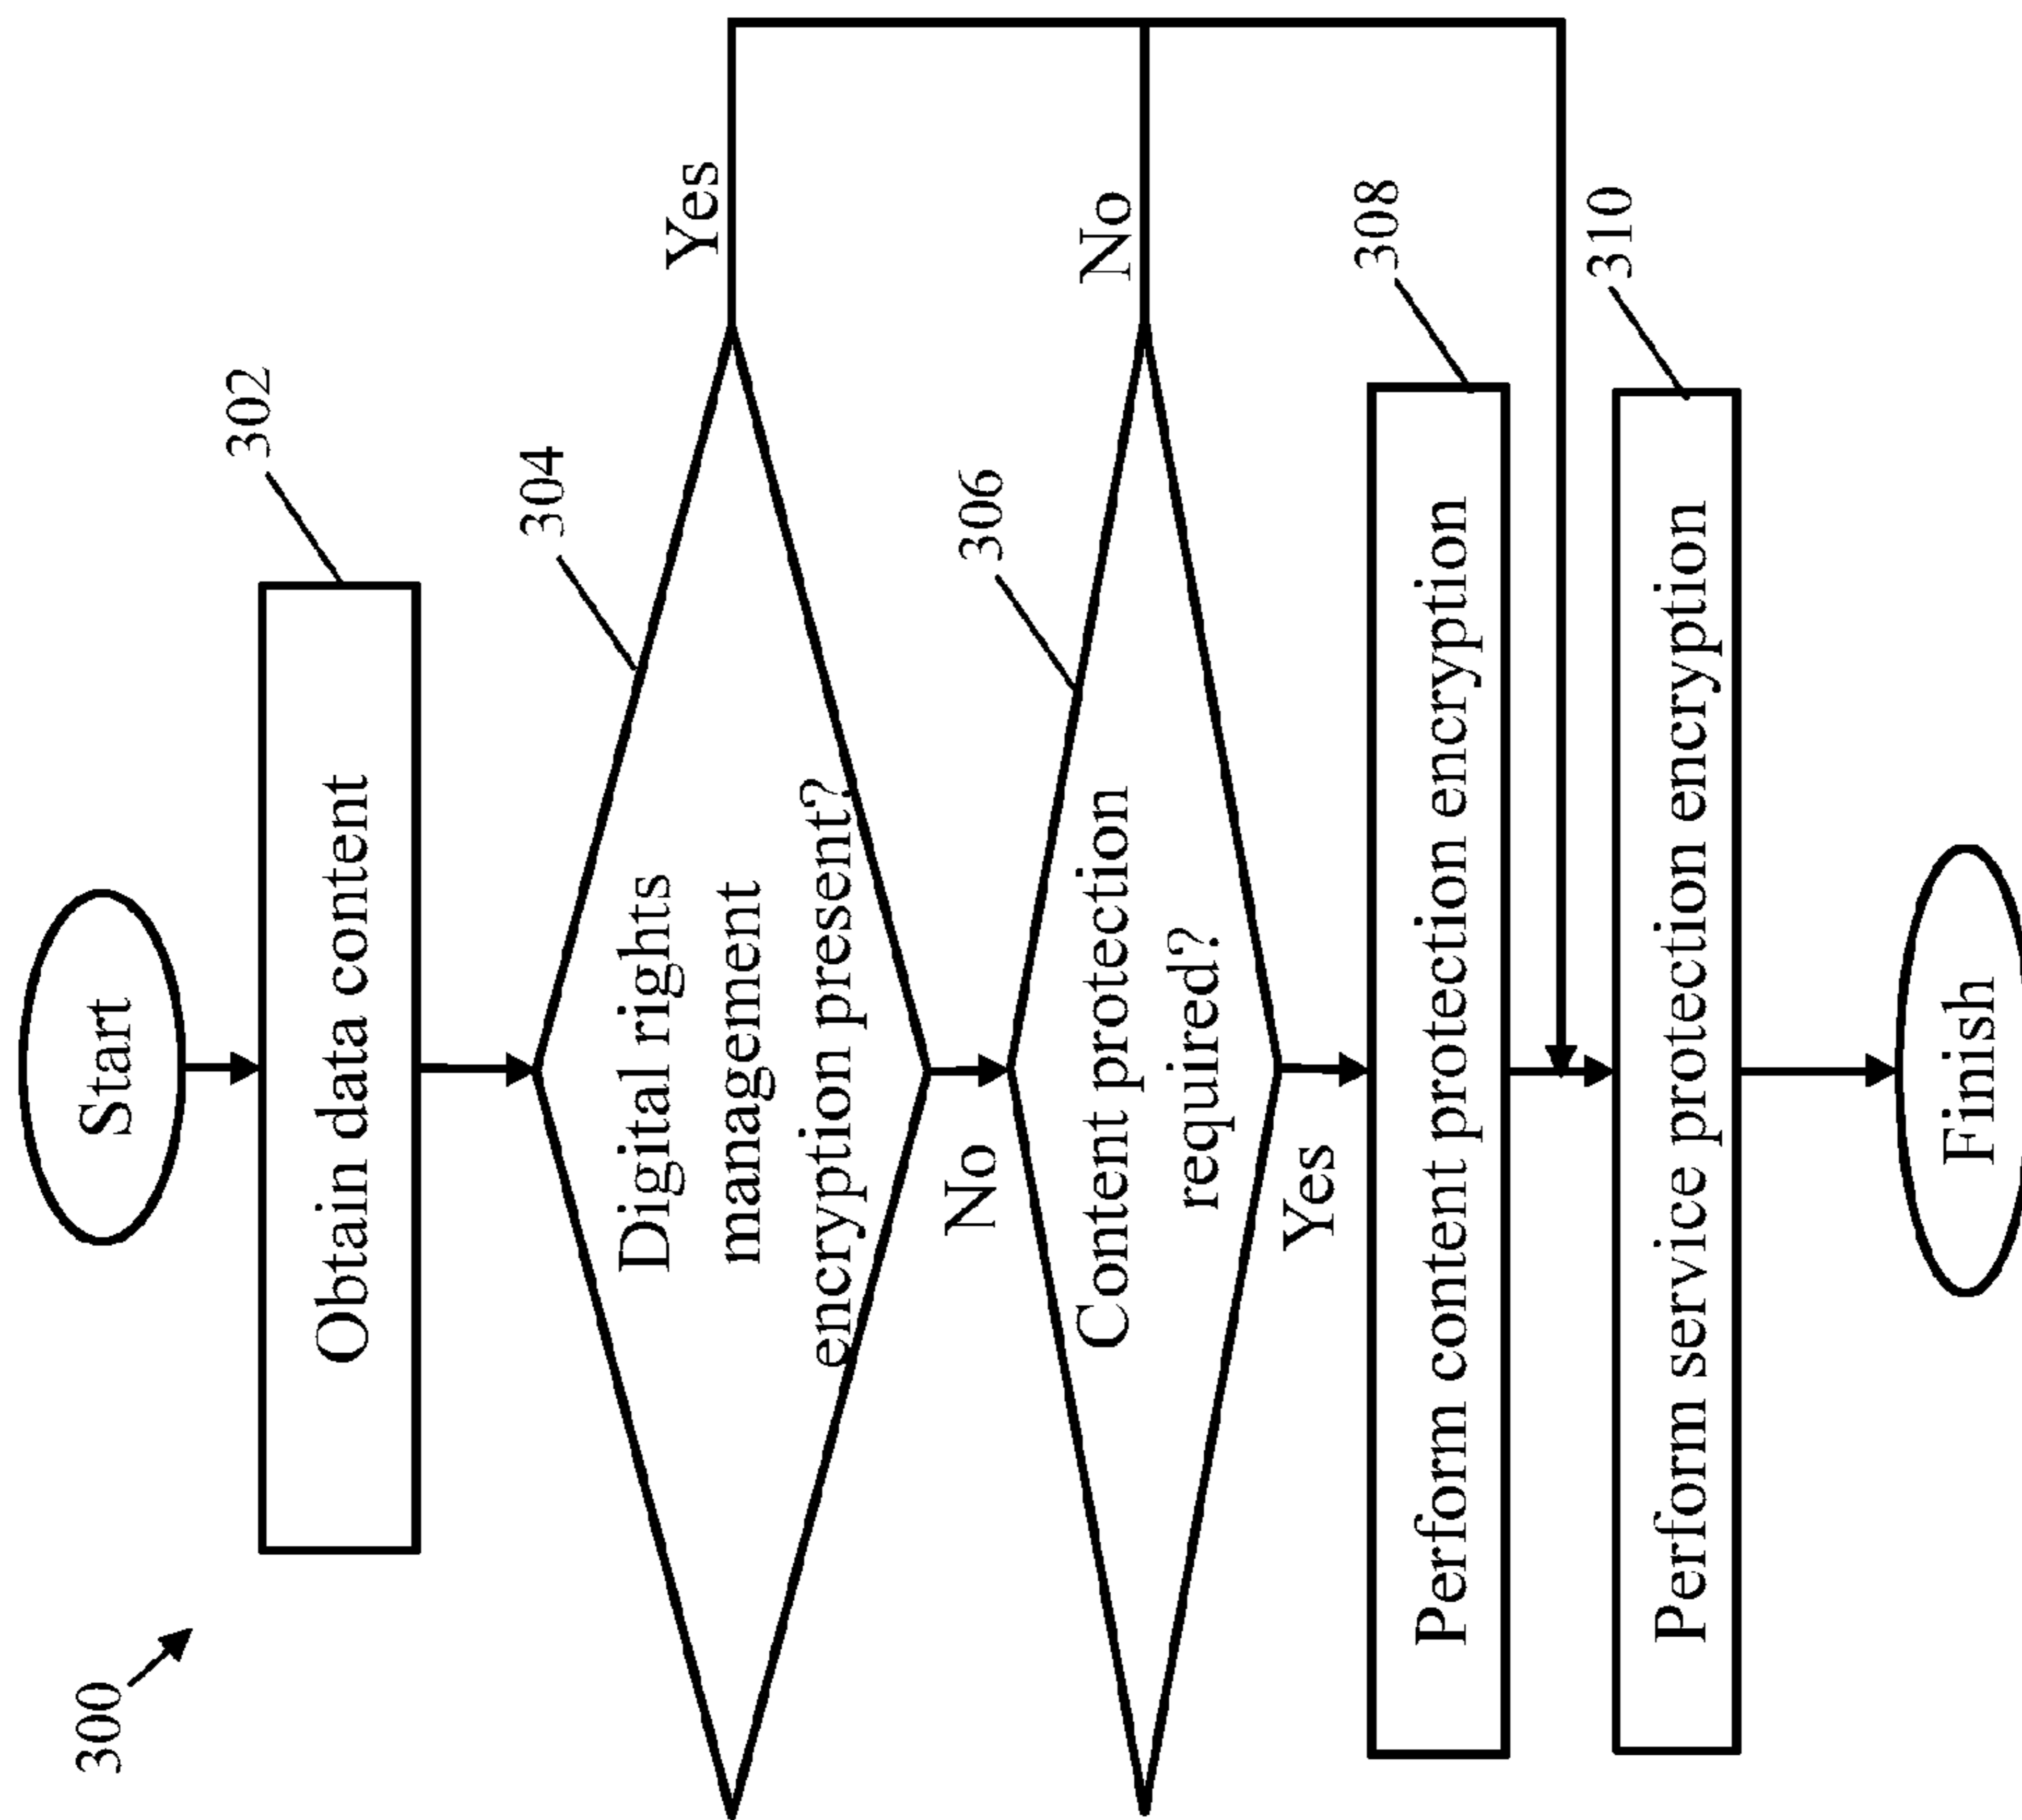 300
Start
302
Obtain data content
304
Digital rights
management
encryption present?
Yes
No
306
Content protection
required?
No
Yes
308
Perform content protection encryption
310
Perform service protection encryption
Finish